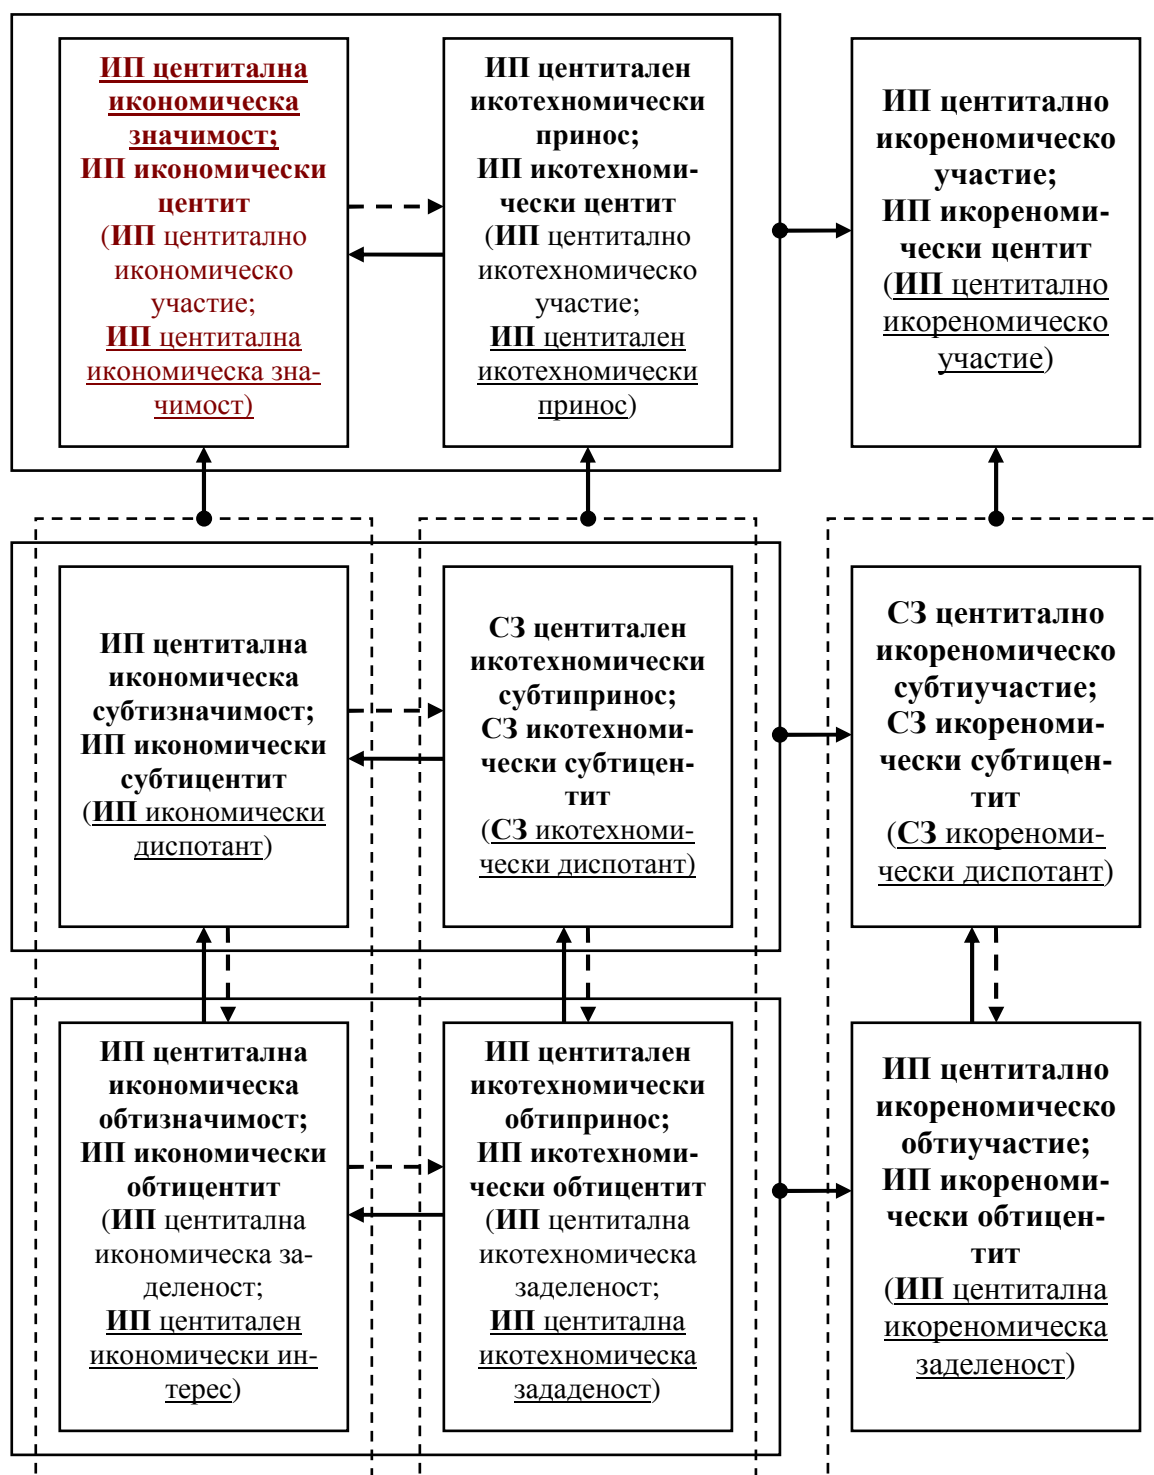 ИП центитална
икономическа
значимост;
ИП икономически
центит
(ИП центитално
икономическо
участие;
ИП центитална
икономическа зна-
чимост)
ИП центитален
икотехномически
принос;
ИП икотехноми-
чески центит
(ИП центитално
икотехномическо
участие;
ИП центитален
икотехномически
принос)
ИП центитално
икореномическо
участие;
ИП икореноми-
чески центит
(ИП центитално
икореномическо
участие)
ИП центитална
икономическа
субтизначимост;
ИП икономически
субтицентит
(ИП икономически
диспотант)
СЗ центитален
икотехномически
субтипринос;
СЗ икотехноми-
чески субтицен-
тит
(СЗ икотехноми-
чески диспотант)
СЗ центитално
икореномическо
субтиучастие;
СЗ икореноми-
чески субтицен-
тит
(СЗ икореноми-
чески диспотант)
ИП центитална
икономическа
обтизначимост;
ИП икономически
обтицентит
(ИП центитална
икономическа за-
деленост;
ИП центитален
икономически ин-
терес)
ИП центитален
икотехномически
обтипринос;
ИП икотехноми-
чески обтицентит
(ИП центитална
икотехномическа
заделеност;
ИП центитална
икотехномическа
зададеност)
ИП центитално
икореномическо
обтиучастие;
ИП икореноми-
чески обтицен-
тит
(ИП центитална
икореномическа
заделеност)